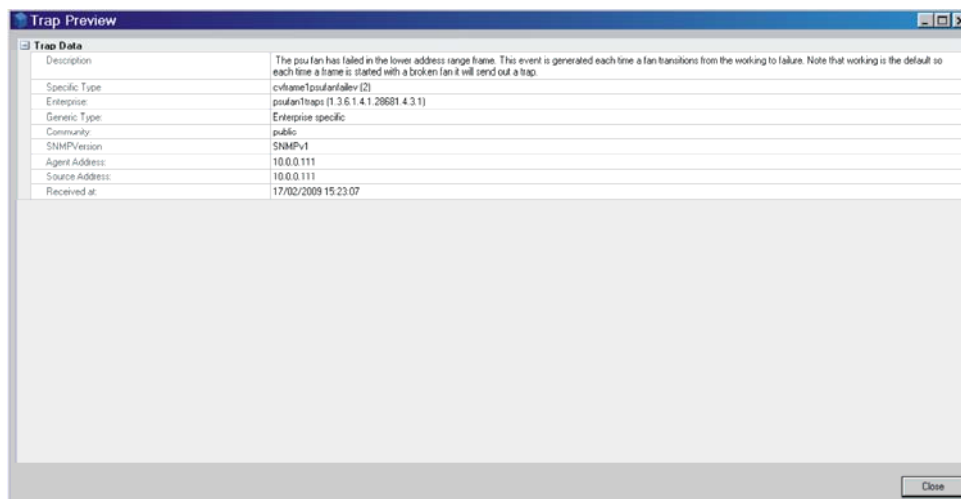 Trap Preview
Trap Data
Description The psu fan has failed in the lower address range frame. This event is generated each time a fan transitions from the working to failure. Note that working is the default so
each time a frame is started with a broken fan it will send out a trap.
Specific Type cvframe1psufanfailev (2)
Enterprise: psufan1traps (1.3.6.1.4.1.28681.4.3.1)
Generic Type: Enterprise specific
Community: public
SNMPVersion SNMPv1
Agent Address: 10.0.0.111
Source Address: 10.0.0.111
Received at: 17/02/2009 15:23:07
Close